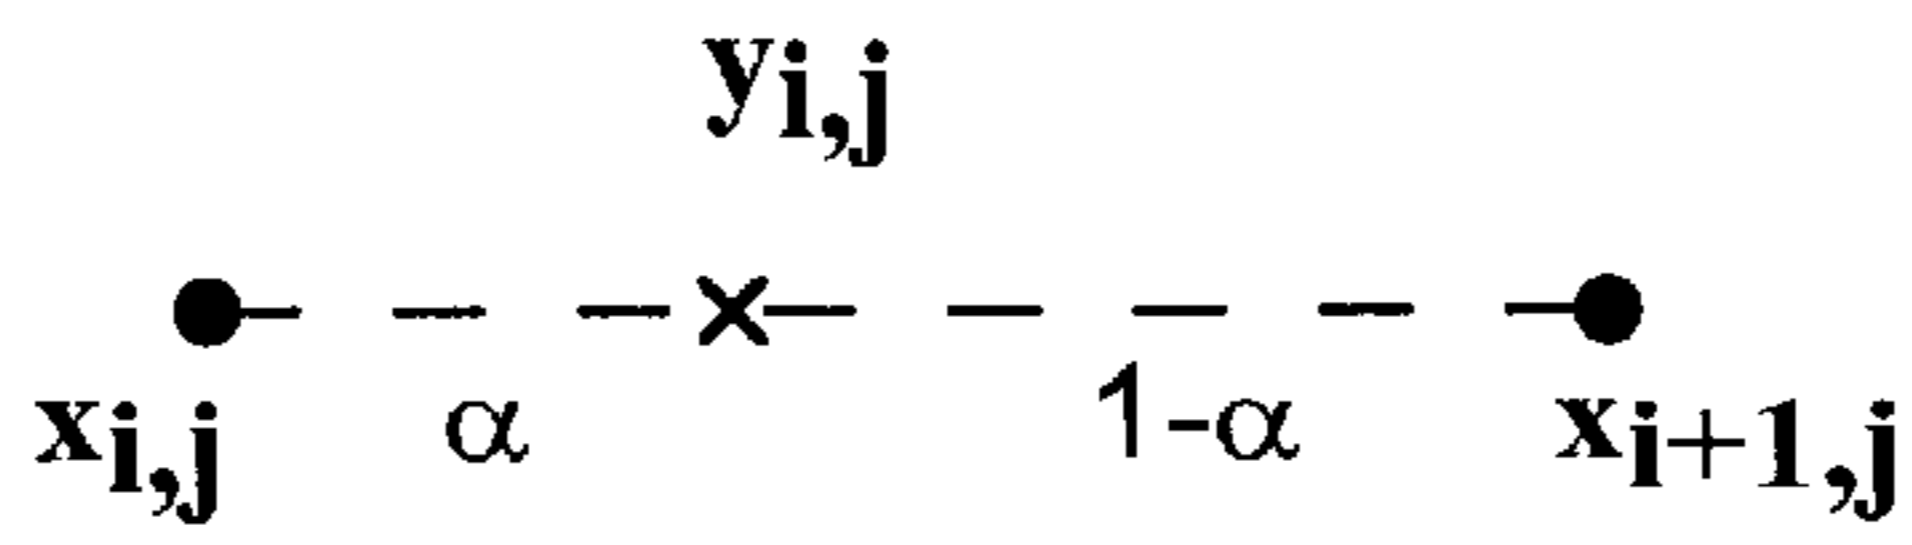 yi,j
xi,j α 1-α xi+1,j